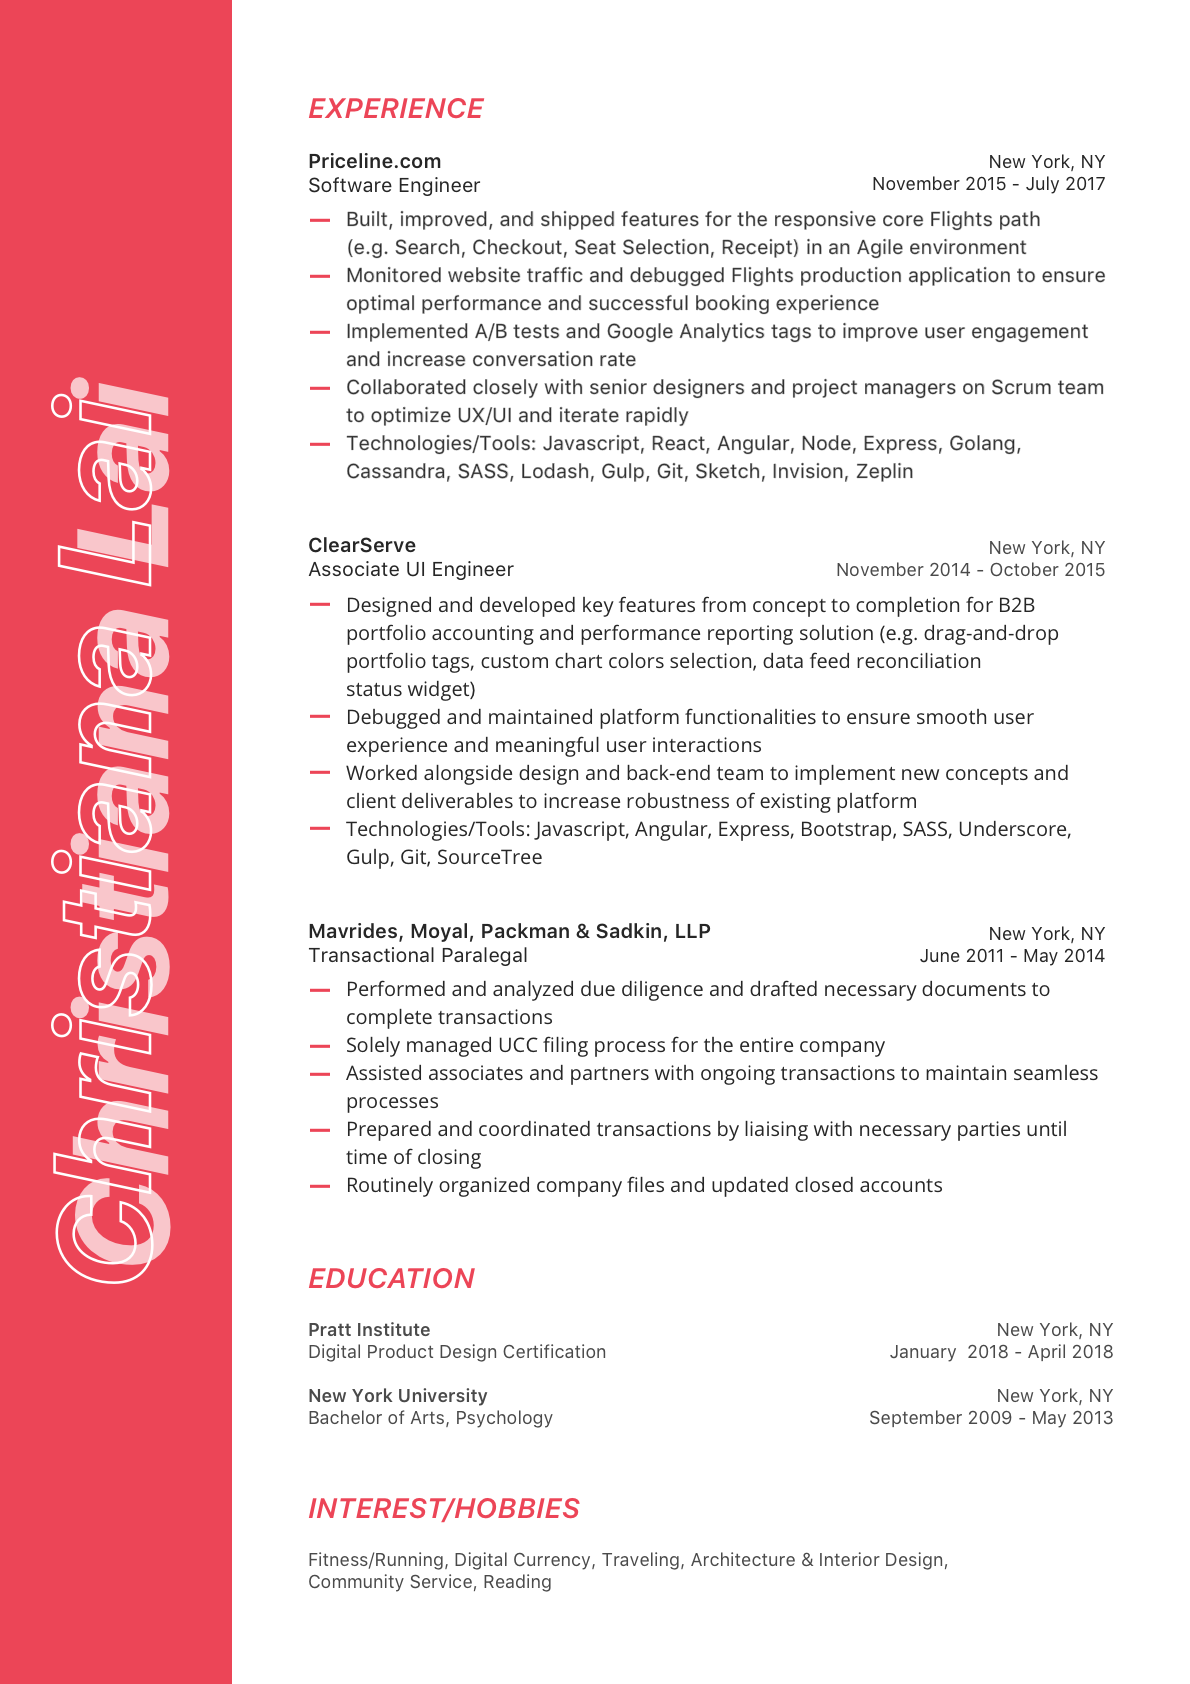 Christiana Lai
EXPERIENCE
Priceline.com
New York, NY
Software Engineer
November 2015 - July 2017
Built, improved, and shipped features for the responsive core Flights path
(e.g. Search, Checkout, Seat Selection, Receipt) in an Agile environment
Monitored website traffic and debugged Flights production application to ensure
optimal performance and successful booking experience
Implemented A/B tests and Google Analytics tags to improve user engagement
and increase conversation rate
Collaborated closely with senior designers and project managers on Scrum team
to optimize UX/UI and iterate rapidly
Technologies/Tools: Javascript, React, Angular, Node, Express, Golang,
Cassandra, SASS, Lodash, Gulp, Git, Sketch, Invision, Zeplin
ClearServe
New York, NY
Associate UI Engineer
November 2014 - October 2015
Designed and developed key features from concept to completion for B2B
portfolio accounting and performance reporting solution (e.g. drag-and-drop
portfolio tags, custom chart colors selection, data feed reconciliation
status widget)
Debugged and maintained platform functionalities to ensure smooth user
experience and meaningful user interactions
Worked alongside design and back-end team to implement new concepts and
client deliverables to increase robustness of existing platform
Technologies/Tools: Javascript, Angular, Express, Bootstrap, SASS, Underscore,
Gulp, Git, SourceTree
Mavrides, Moyal, Packman & Sadkin, LLP
New York, NY
Transactional Paralegal
June 2011 - May 2014
Performed and analyzed due diligence and drafted necessary documents to
complete transactions
Solely managed UCC filing process for the entire company
Assisted associates and partners with ongoing transactions to maintain seamless
processes
Prepared and coordinated transactions by liaising with necessary parties until
time of closing
Routinely organized company files and updated closed accounts
EDUCATION
Pratt Institute
New York, NY
Digital Product Design Certification
January  2018 - April 2018
New York University
New York, NY
Bachelor of Arts, Psychology
September 2009 - May 2013
INTEREST/HOBBIES
Fitness/Running, Digital Currency, Traveling, Architecture & Interior Design,
Community Service, Reading